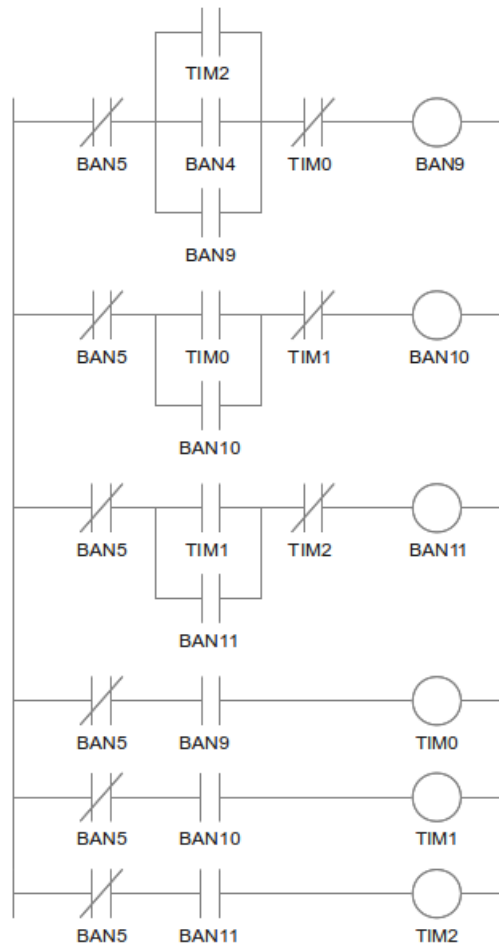 TIM2
BAN5 BAN4 TIM0 BAN9
BAN9
BAN5 TIM0 TIM1 BAN10
BAN10
BAN5 TIM1 TIM2 BAN11
BAN11
BAN5 BAN9 TIM0
BAN5 BAN10 TIM1
BAN5 BAN11 TIM2